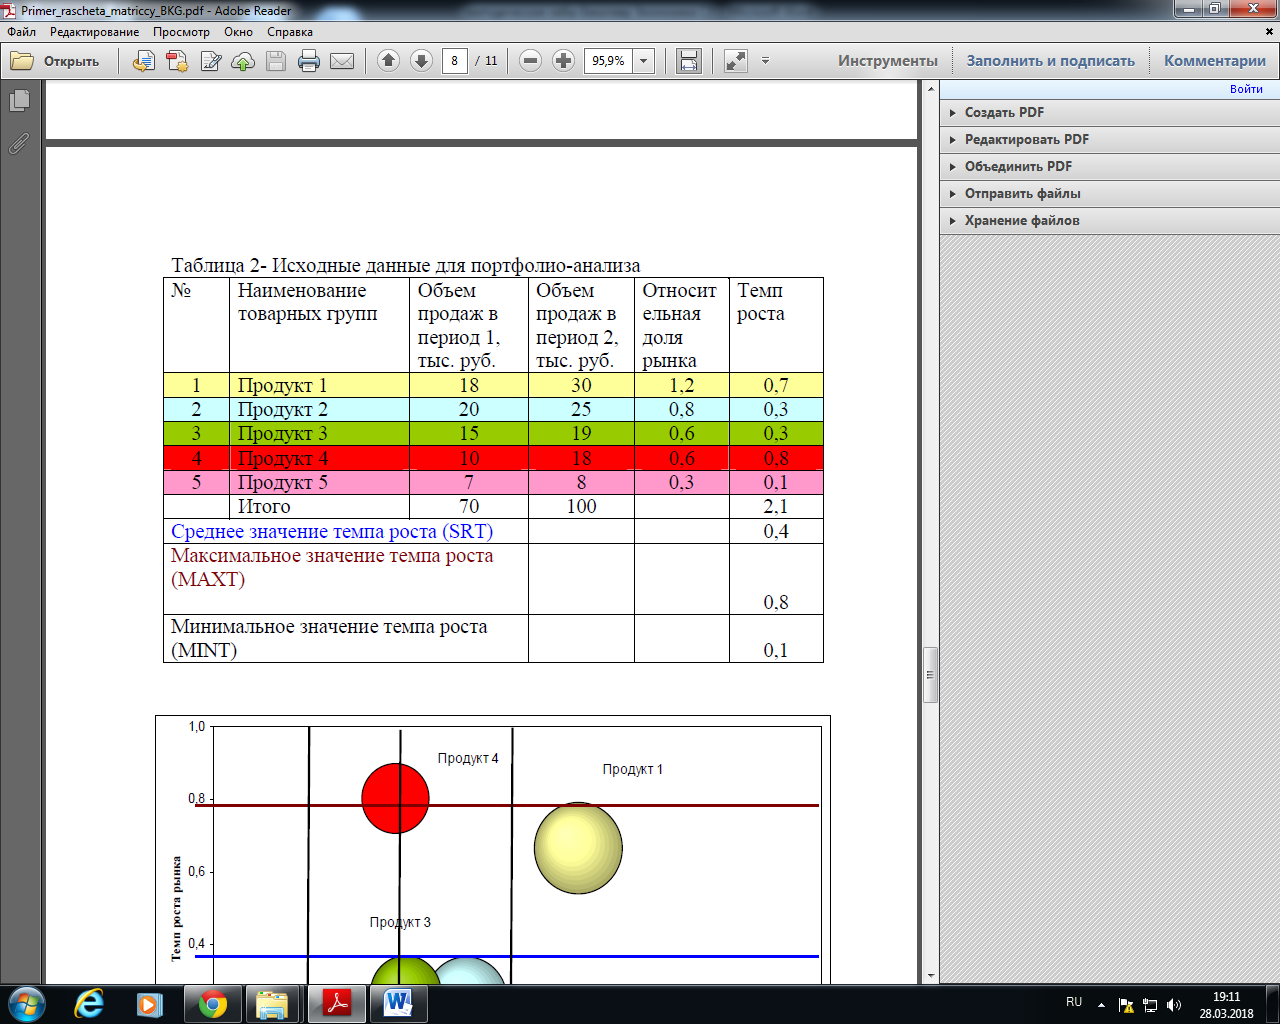 Primer_rascheta_matriccy_BKG.pdf - Adobe Reader
Файл Редактирование Просмотр Окно Справка
Открыть 8 / 11 95,9% Инструменты Заполнить и подписать Комментарии
Войти
Создать PDF
Редактировать PDF
Объединить PDF
Отправить файлы
Хранение файлов
Таблица 2- Исходные данные для портфолио-анализа
№ Наименование товарных групп Объем продаж в период 1, тыс. руб. Объем продаж в период 2, тыс. руб. Относит ельная доля рынка Темп роста
1 Продукт 1 18 30 1,2 0,7
2 Продукт 2 20 25 0,8 0,3
3 Продукт 3 15 19 0,6 0,3
4 Продукт 4 10 18 0,6 0,8
5 Продукт 5 7 8 0,3 0,1
Итого 70 100 2,1
Среднее значение темпа роста (SRT) 0,4
Максимальное значение темпа роста
(MAXT)
0,8
Минимальное значение темпа роста
(MINT) 0,1
1,0
Продукт 4
Продукт 1
0,8
0,6
Темп роста рынка
Продукт 3
0,4
RU 19:11
28.03.2018